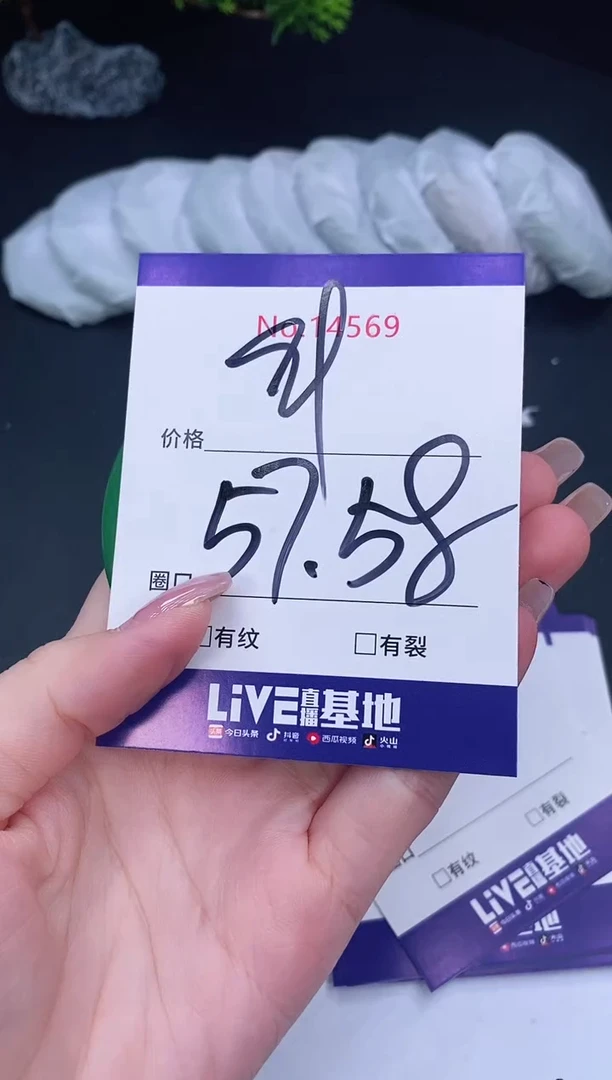 No.14569
价格
圈口 57.58
□有纹 □有裂
LiVE直播基地
今日头条 抖音 西瓜视频 火山
□有纹 □有裂
LiVE直播基地